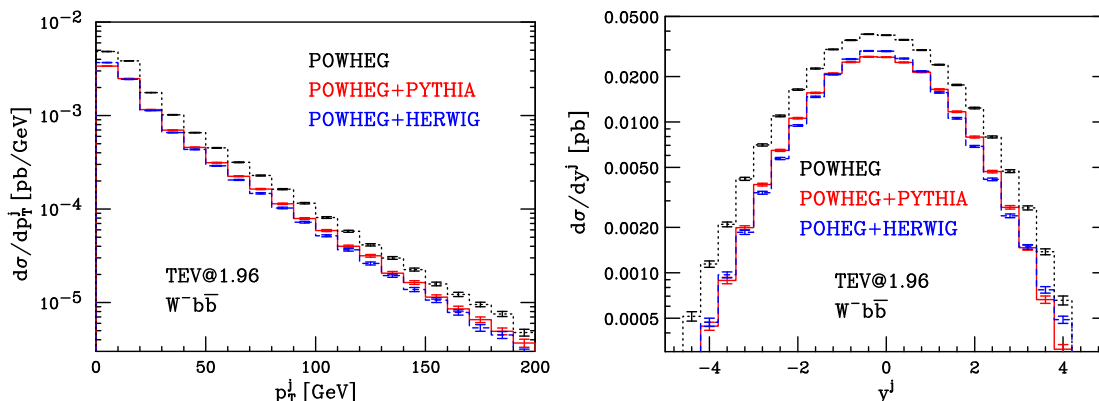 10⁻²
10⁻³
10⁻⁴
10⁻⁵
dσ/dp_T^j [pb/GeV]
POWHEG
POWHEG+PYTHIA
POWHEG+HERWIG
TEV@1.96
W⁻bb̅
0 50 100 150 200
p_T^j [GeV]
0.0500
0.0200
0.0100
0.0050
0.0020
0.0010
0.0005
dσ/dy^j [pb]
POWHEG
POWHEG+PYTHIA
POHEG+HERWIG
TEV@1.96
W⁻bb̅
−4 −2 0 2 4
y^j